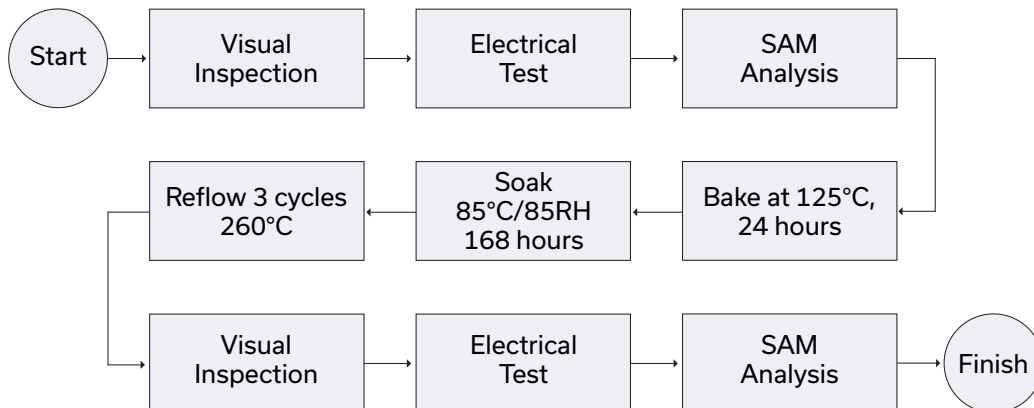 Start
Visual
Inspection
Electrical
Test
SAM
Analysis
Bake at 125°C,
24 hours
Soak
85°C/85RH
168 hours
Reflow 3 cycles
260°C
Visual
Inspection
Electrical
Test
SAM
Analysis
Finish